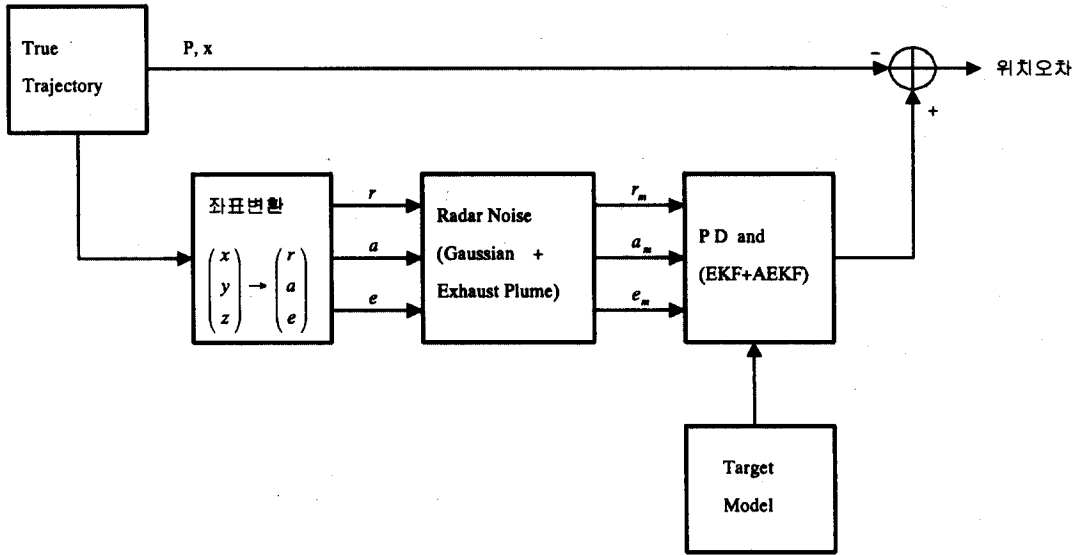 True
Trajectory
P, x
-
위치오차
+
좌표변환
(x y z) → (r a e)
r
a
e
Radar Noise
(Gaussian +
Exhaust Plume)
r_m
a_m
e_m
P D and
(EKF+AEKF)
Target
Model